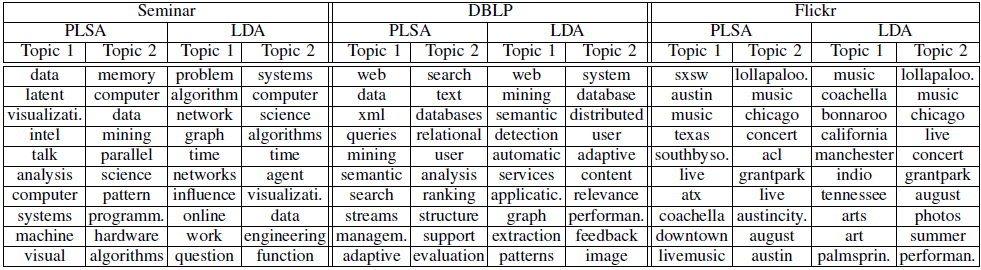 Seminar DBLP Flickr
PLSA LDA PLSA LDA PLSA LDA
Topic 1 Topic 2 Topic 1 Topic 2 Topic 1 Topic 2 Topic 1 Topic 2 Topic 1 Topic 2 Topic 1 Topic 2
data memory problem systems web search web system sxsw lollapaloo. music lollapaloo.
latent computer algorithm computer data text mining database austin music coachella music
visualizati. data network science xml databases semantic distributed music chicago bonnaroo chicago
intel mining graph algorithms queries relational detection user texas concert california live
talk parallel time time mining user automatic adaptive southbyso. acl manchester concert
analysis science networks agent semantic analysis services content live grantpark indio grantpark
computer pattern influence visualizati. search ranking applicatic. relevance atx live tennessee august
systems programm. online data streams structure graph performan. coachella austincity. arts photos
machine hardware work engineering managem. support extraction feedback downtown august art summer
visual algorithms question function adaptive evaluation patterns image livemusic austin palmsprin. performan.